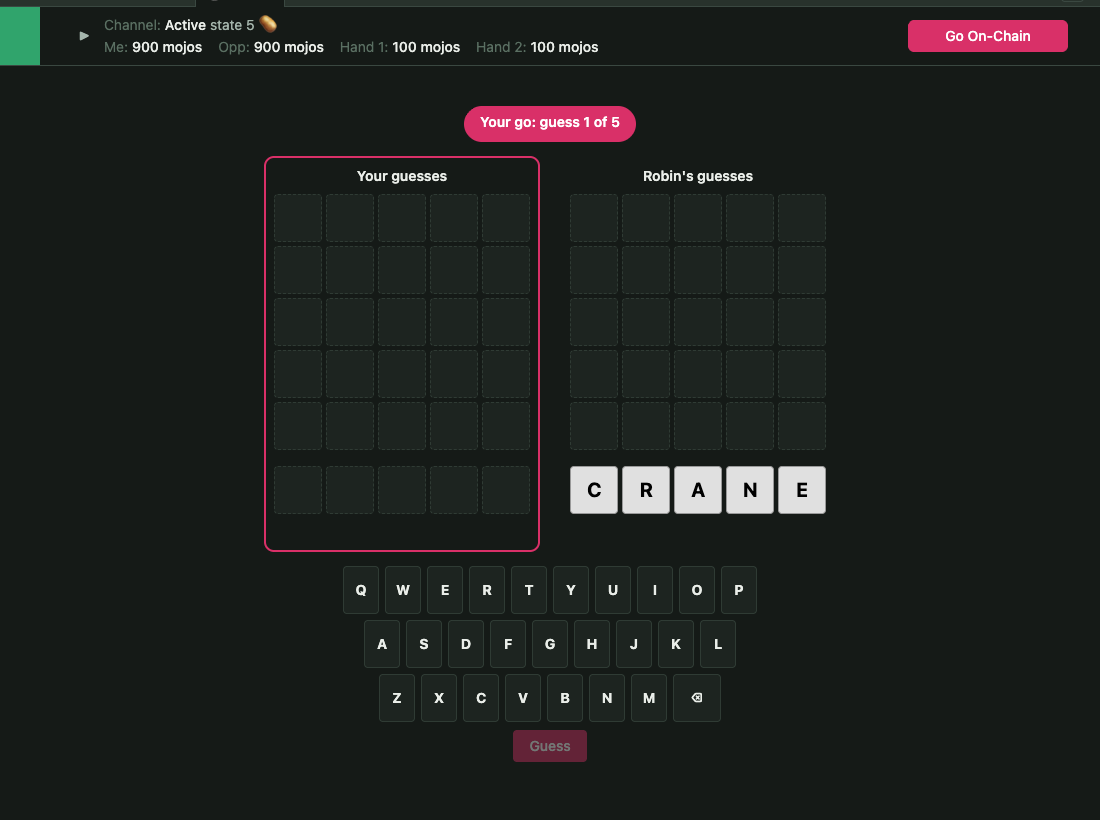 Channel: Active state 5
Me: 900 mojos Opp: 900 mojos Hand 1: 100 mojos Hand 2: 100 mojos
Go On-Chain
Your go: guess 1 of 5
Your guesses
Robin's guesses
C R A N E
Q W E R T Y U I O P
A S D F G H J K L
Z X C V B N M
Guess